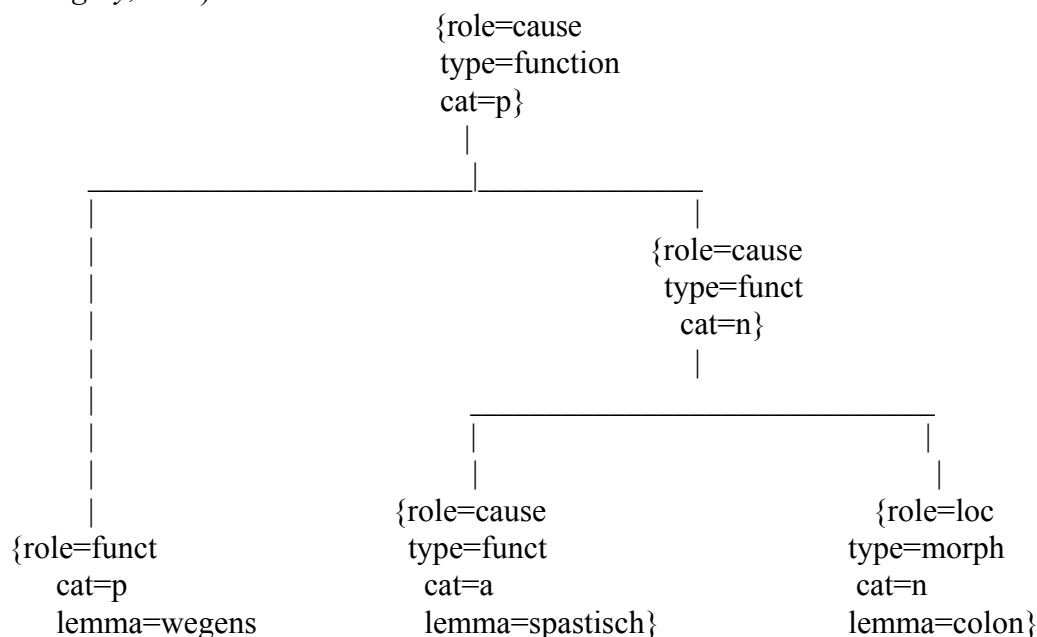 {role=cause
type=function
cat=p}
{role=cause
type=funct
cat=n}
{role=cause
{role=loc
{role=funct
type=funct
type=morph
cat=p
cat=a
cat=n
lemma=wegens
lemma=spastisch}
lemma=colon}